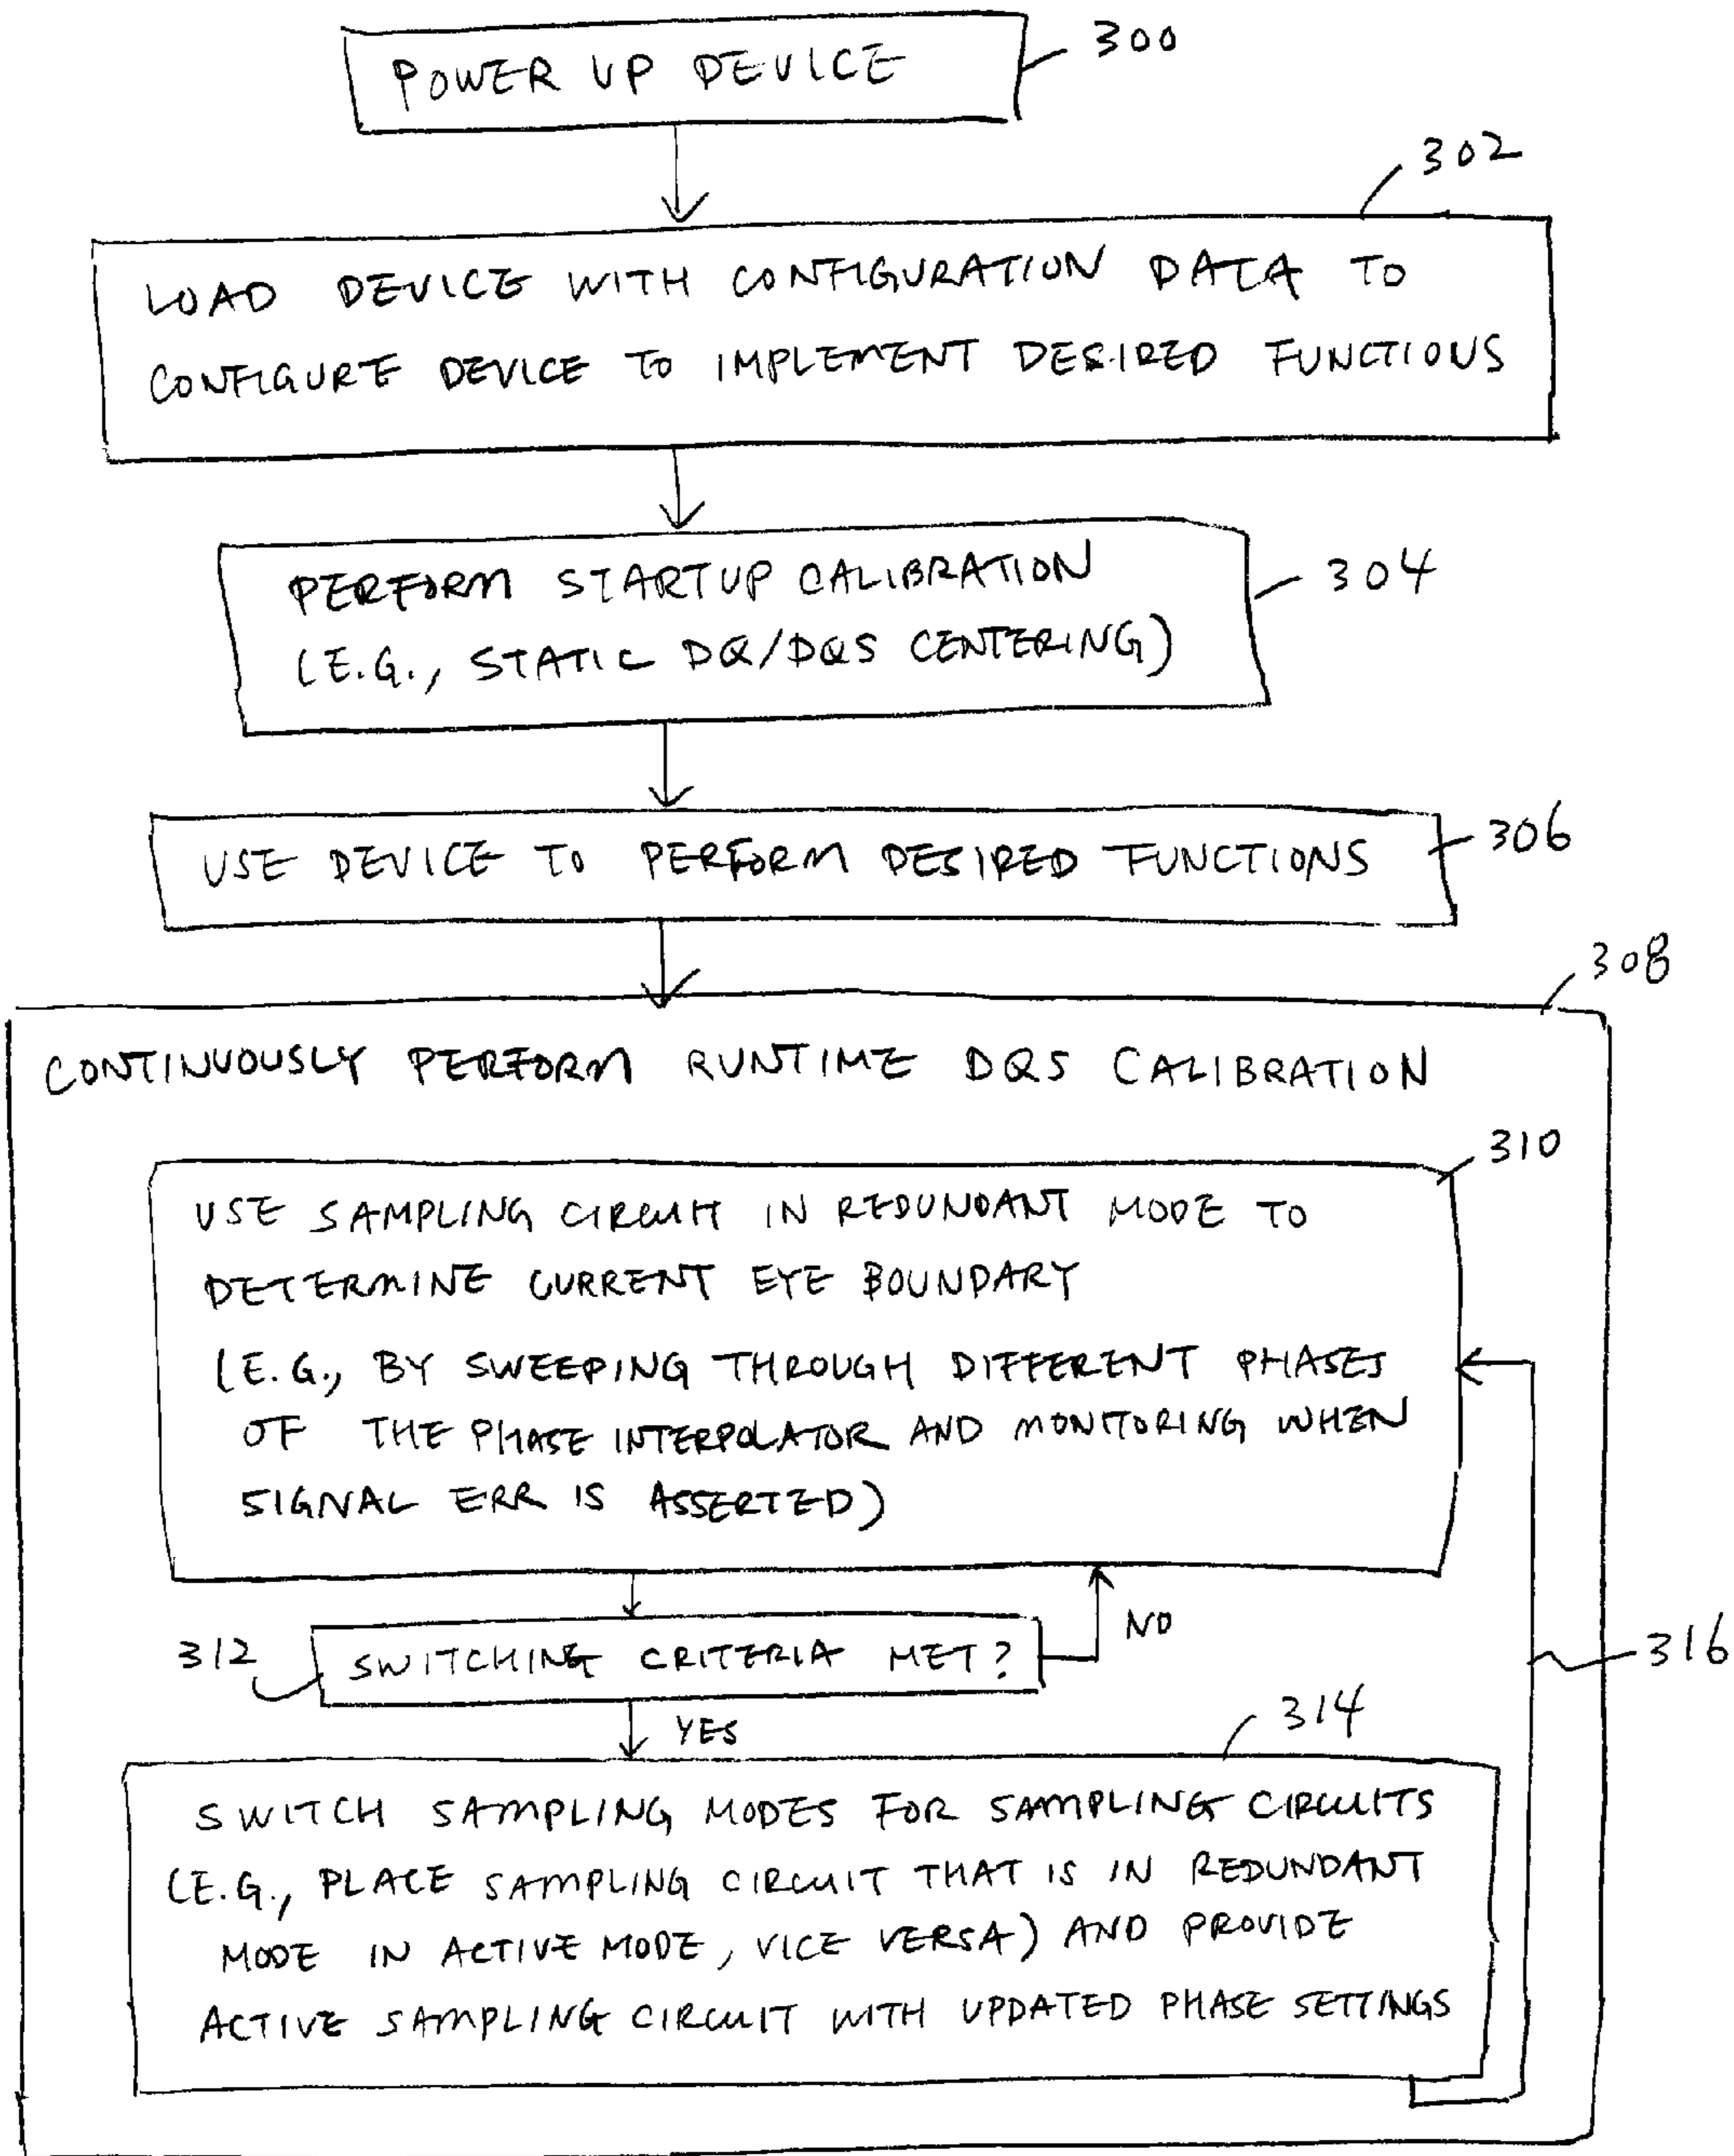 POWER UP DEVICE
300
302
LOAD DEVICE WITH CONFIGURATION DATA TO
CONFIGURE DEVICE TO IMPLEMENT DESIRED FUNCTIONS
PERFORM STARTUP CALIBRATION
(E.G., STATIC DQ/DQS CENTERING)
304
USE DEVICE TO PERFORM DESIRED FUNCTIONS
306
308
CONTINUOUSLY PERFORM RUNTIME DQS CALIBRATION
310
USE SAMPLING CIRCUIT IN REDUNDANT MODE TO
DETERMINE CURRENT EYE BOUNDARY
(E.G., BY SWEEPING THROUGH DIFFERENT PHASES
OF THE PHASE INTERPOLATOR AND MONITORING WHEN
SIGNAL ERR IS ASSERTED)
NO
312
SWITCHING CRITERIA MET?
316
YES
314
SWITCH SAMPLING MODES FOR SAMPLING CIRCUITS
(E.G., PLACE SAMPLING CIRCUIT THAT IS IN REDUNDANT
MODE IN ACTIVE MODE, VICE VERSA) AND PROVIDE
ACTIVE SAMPLING CIRCUIT WITH UPDATED PHASE SETTINGS